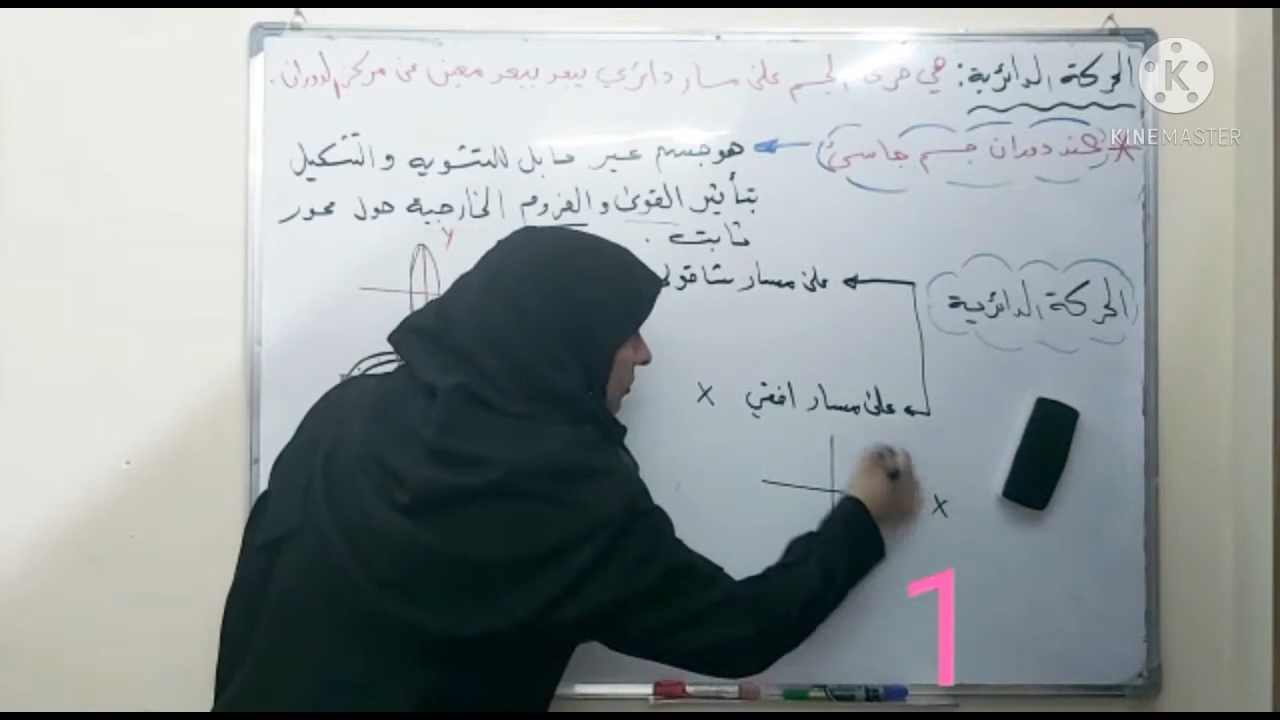 الحركة الدائرية: هي حركة الجسم على مسار دائري يبعد ببعد معين عن مركز الدوران.
K
KINEMASTER
* عند دوران جسم جاسئ
هو جسم غير قابل للتشويه والتشكيل
بتأثير القوى والعزوم الخارجية حول محور
ثابت.
y
الحركة الدائرية
على مسار شاقولي
على مسار افقي x
x
1